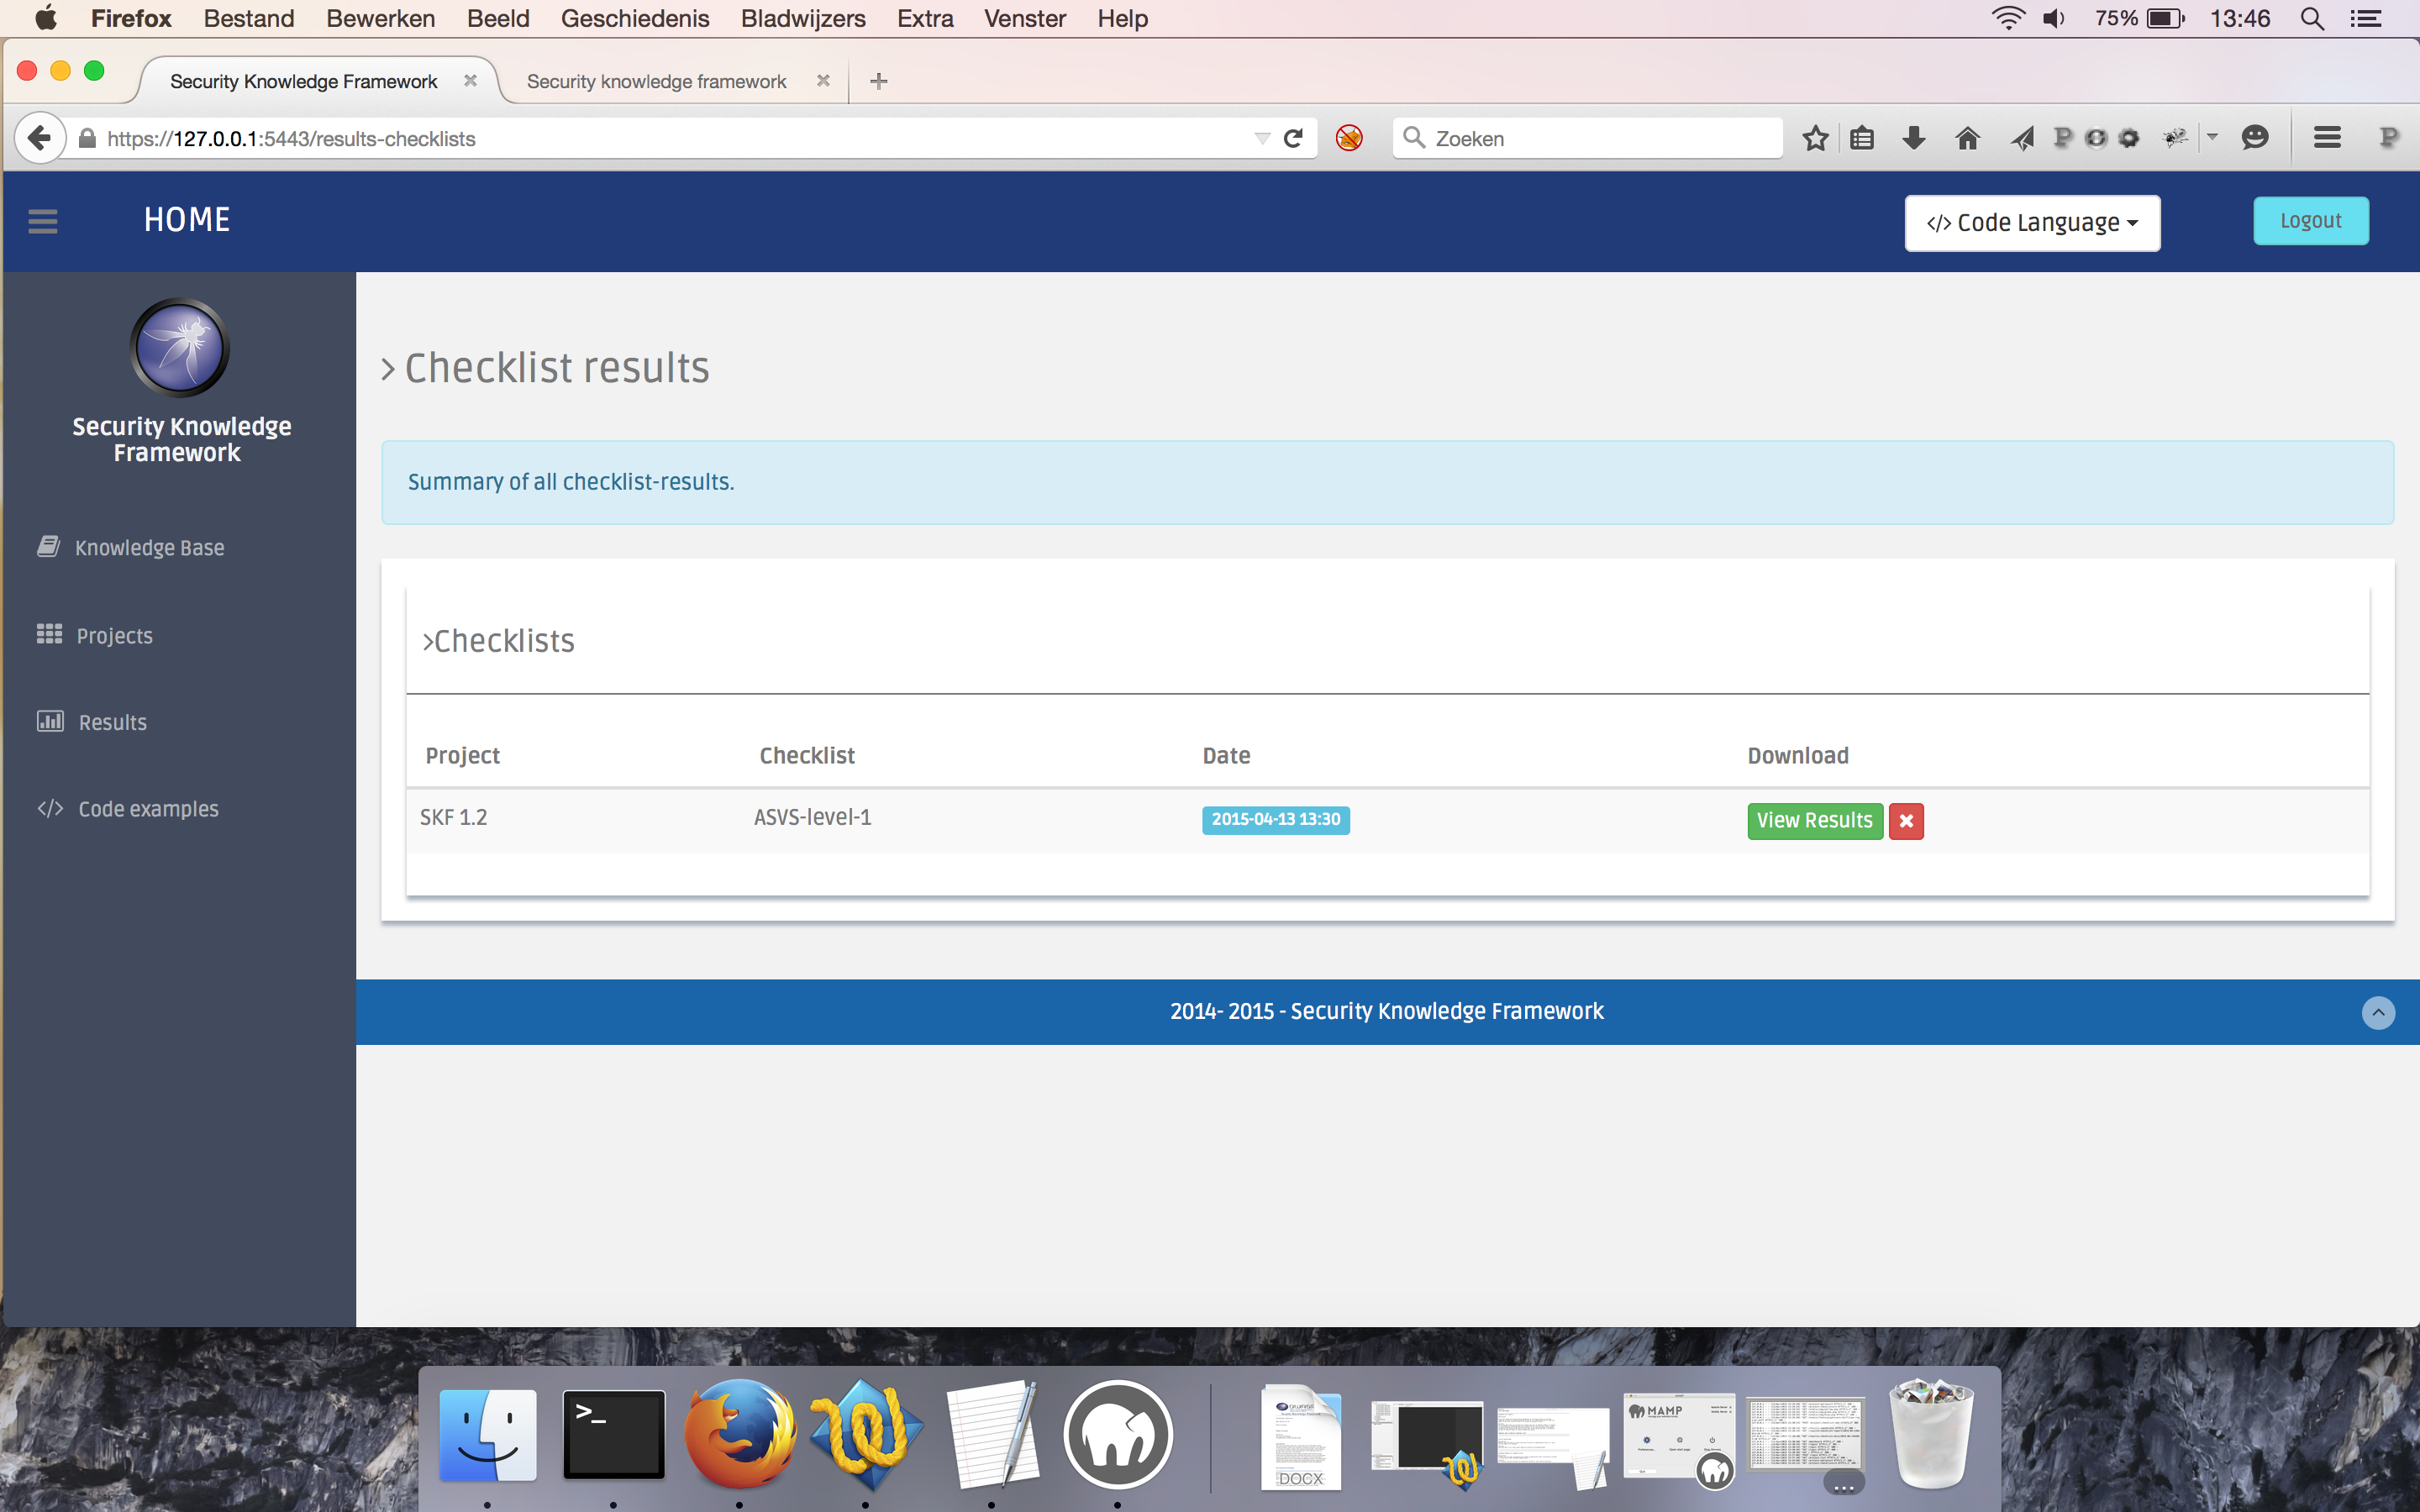 Firefox Bestand Bewerken Beeld Geschiedenis Bladwijzers Extra Venster Help 75% 13:46
Security Knowledge Framework Security knowledge framework
https://127.0.0.1:5443/results-checklists Zoeken
HOME </> Code Language Logout
Security Knowledge
Framework
Knowledge Base
Projects
Results
</> Code examples
> Checklist results
Summary of all checklist-results.
>Checklists
Project Checklist Date Download
SKF 1.2 ASVS-level-1 2015-04-13 13:30 View Results
2014- 2015 - Security Knowledge Framework
>_
DOCX
MAMP